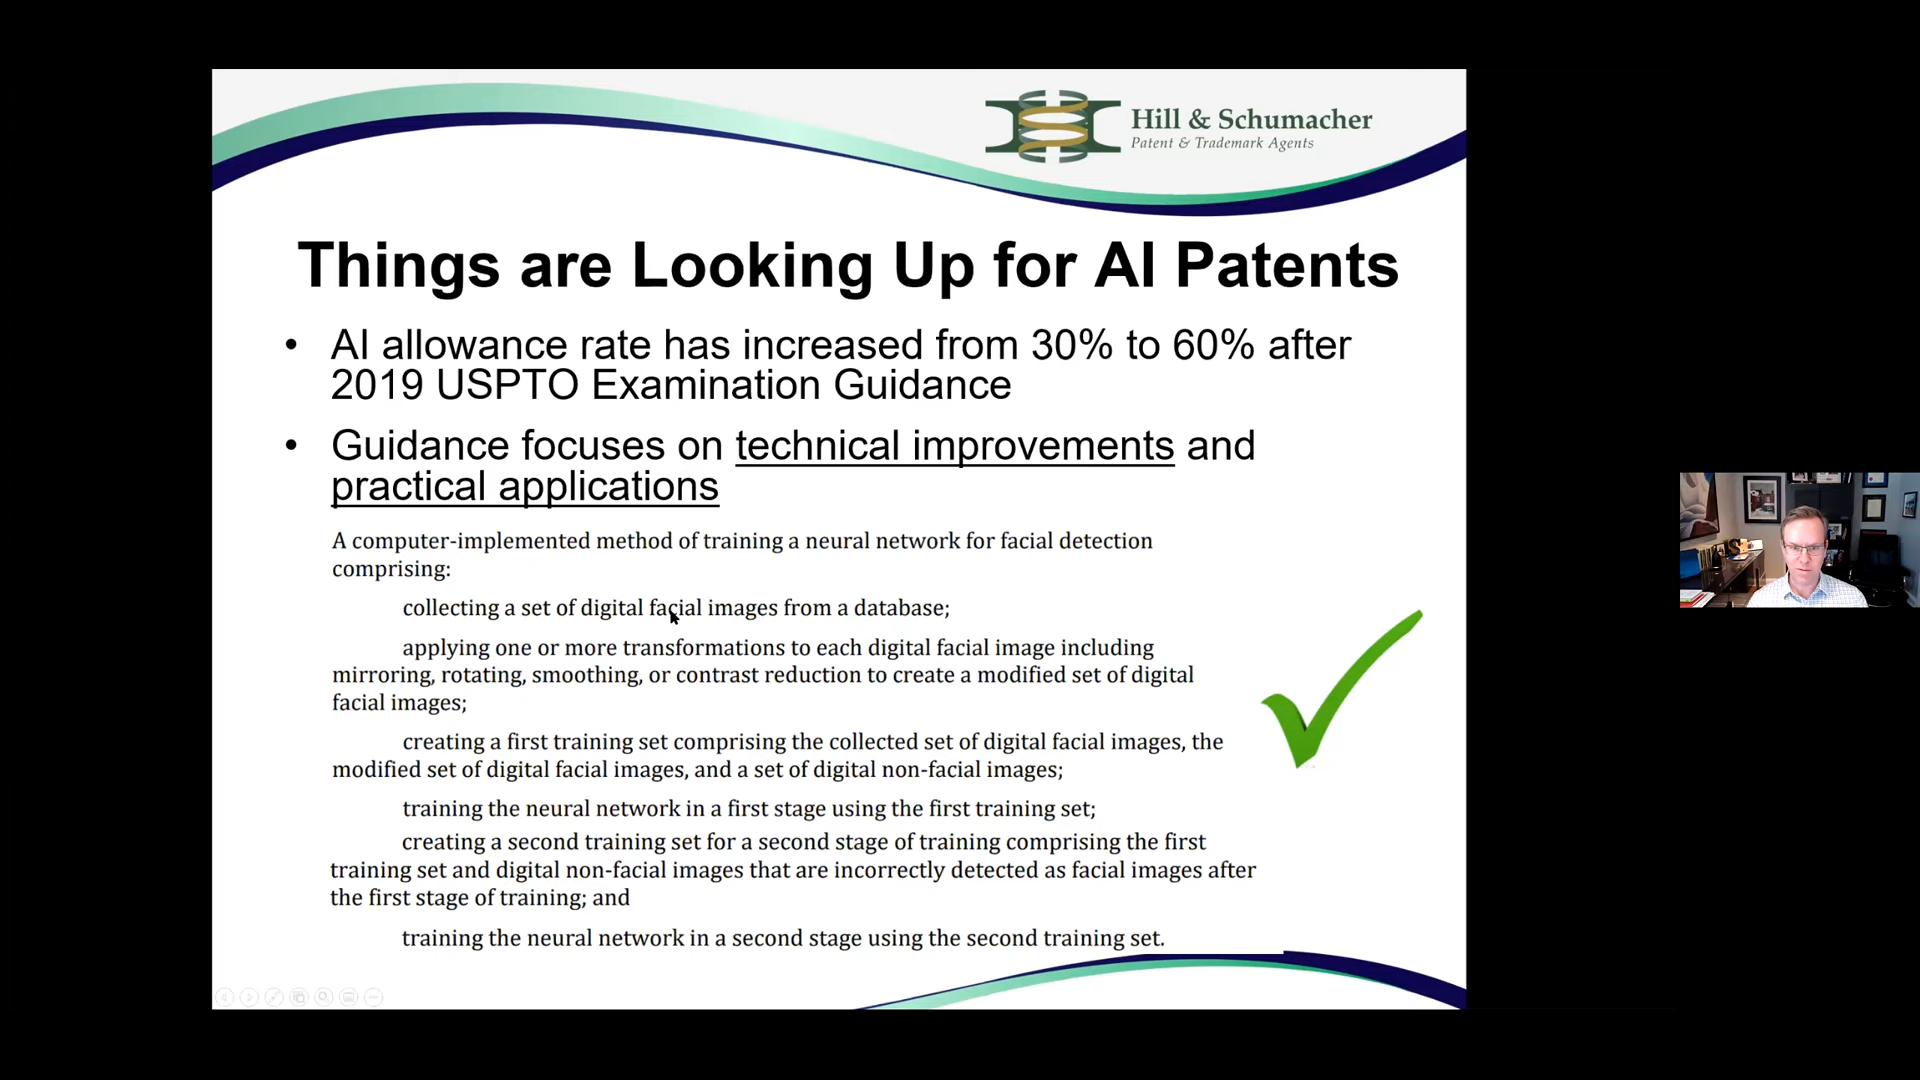 Hill & Schumacher
Patent & Trademark Agents
Things are Looking Up for AI Patents
• AI allowance rate has increased from 30% to 60% after
2019 USPTO Examination Guidance
• Guidance focuses on technical improvements and
practical applications
A computer-implemented method of training a neural network for facial detection
comprising:
collecting a set of digital facial images from a database;
applying one or more transformations to each digital facial image including
mirroring, rotating, smoothing, or contrast reduction to create a modified set of digital
facial images;
creating a first training set comprising the collected set of digital facial images, the
modified set of digital facial images, and a set of digital non-facial images;
training the neural network in a first stage using the first training set;
creating a second training set for a second stage of training comprising the first
training set and digital non-facial images that are incorrectly detected as facial images after
the first stage of training; and
training the neural network in a second stage using the second training set.